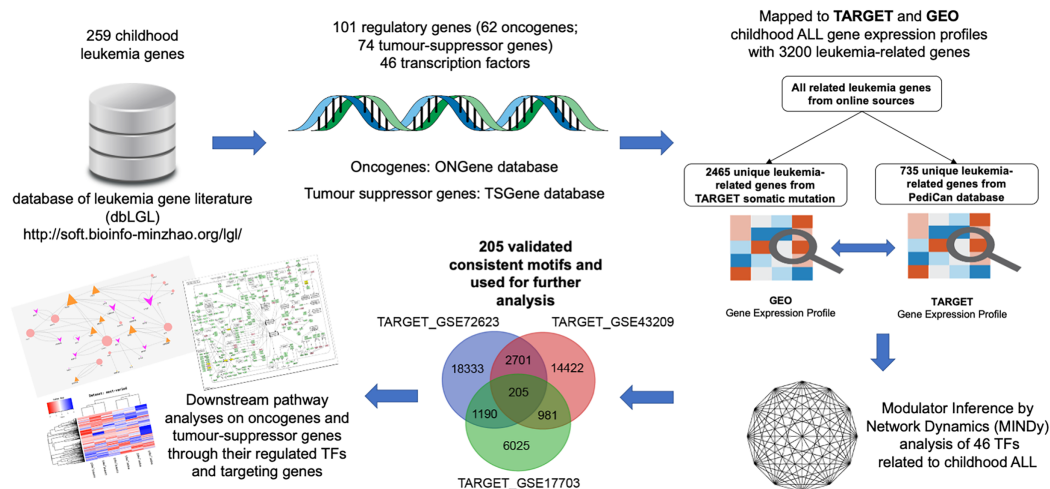 259 childhood
leukemia genes
database of leukemia gene literature
(dbLGL)
http://soft.bioinfo-minzhao.org/lgl/
101 regulatory genes (62 oncogenes;
74 tumour-suppressor genes)
46 transcription factors
Oncogenes: ONGene database
Tumour suppressor genes: TSGene database
Mapped to TARGET and GEO
childhood ALL gene expression profiles
with 3200 leukemia-related genes
All related leukemia genes
from online sources
2465 unique leukemia-
related genes from
TARGET somatic mutation
735 unique leukemia-
related genes from
PediCan database
GEO
Gene Expression Profile
TARGET
Gene Expression Profile
Modulator Inference by
Network Dynamics (MINDy)
analysis of 46 TFs
related to childhood ALL
205 validated
consistent motifs and
used for further
analysis
TARGET_GSE72623
TARGET_GSE43209
18333
2701
14422
205
1190
981
6025
TARGET_GSE17703
Downstream pathway
analyses on oncogenes and
tumour-suppressor genes
through their regulated TFs
and targeting genes